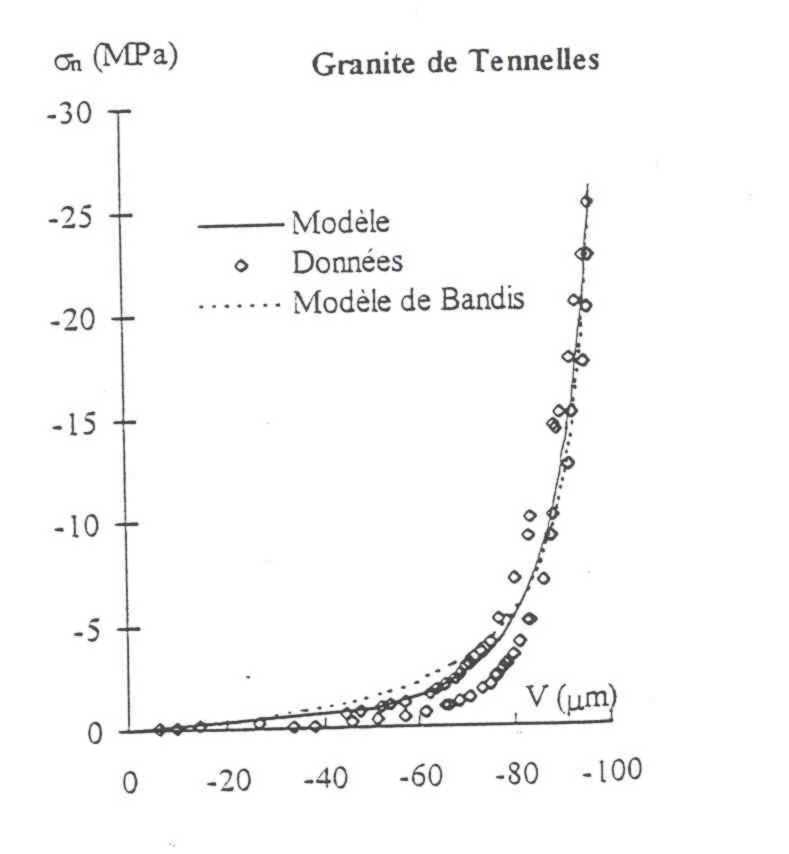 σn (MPa)
Granite de Tennelles
-30
-25
Modèle
Données
Modèle de Bandis
-20
-15
-10
-5
V (μm)
0
0 -20 -40 -60 -80 -100